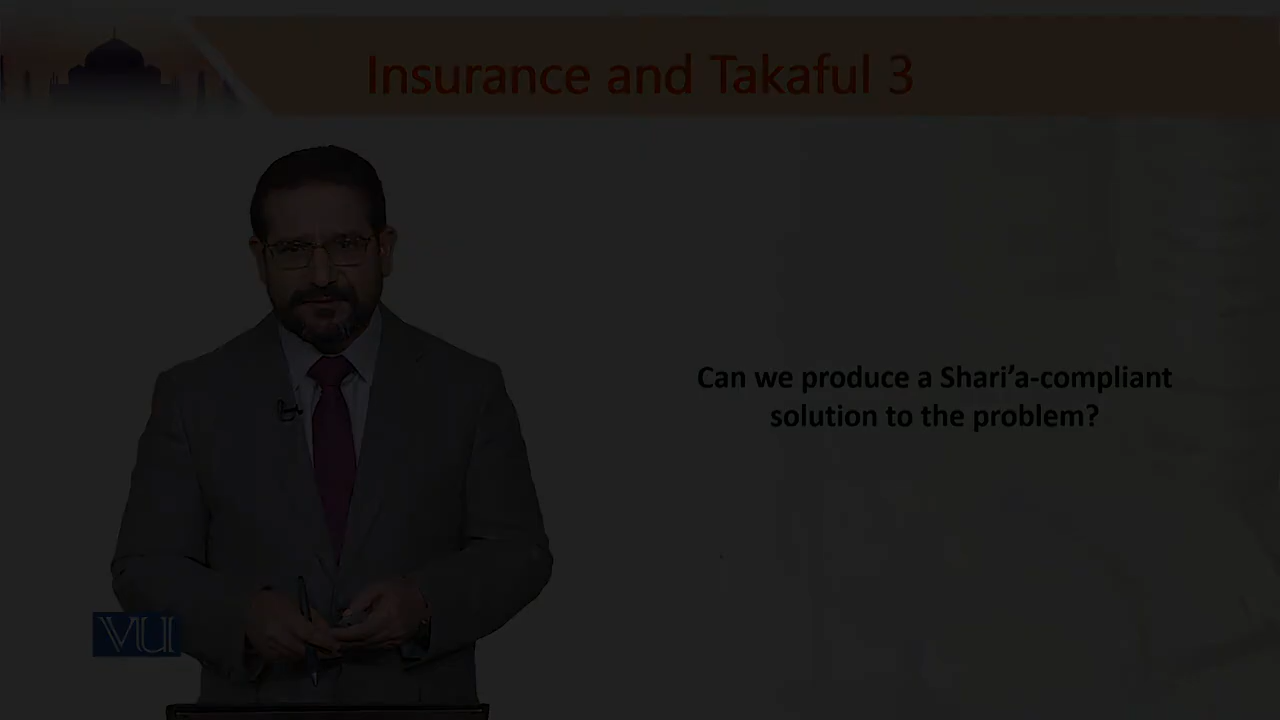 Insurance and Takaful 3
Can we produce a Shari’a-compliant
solution to the problem?
VU